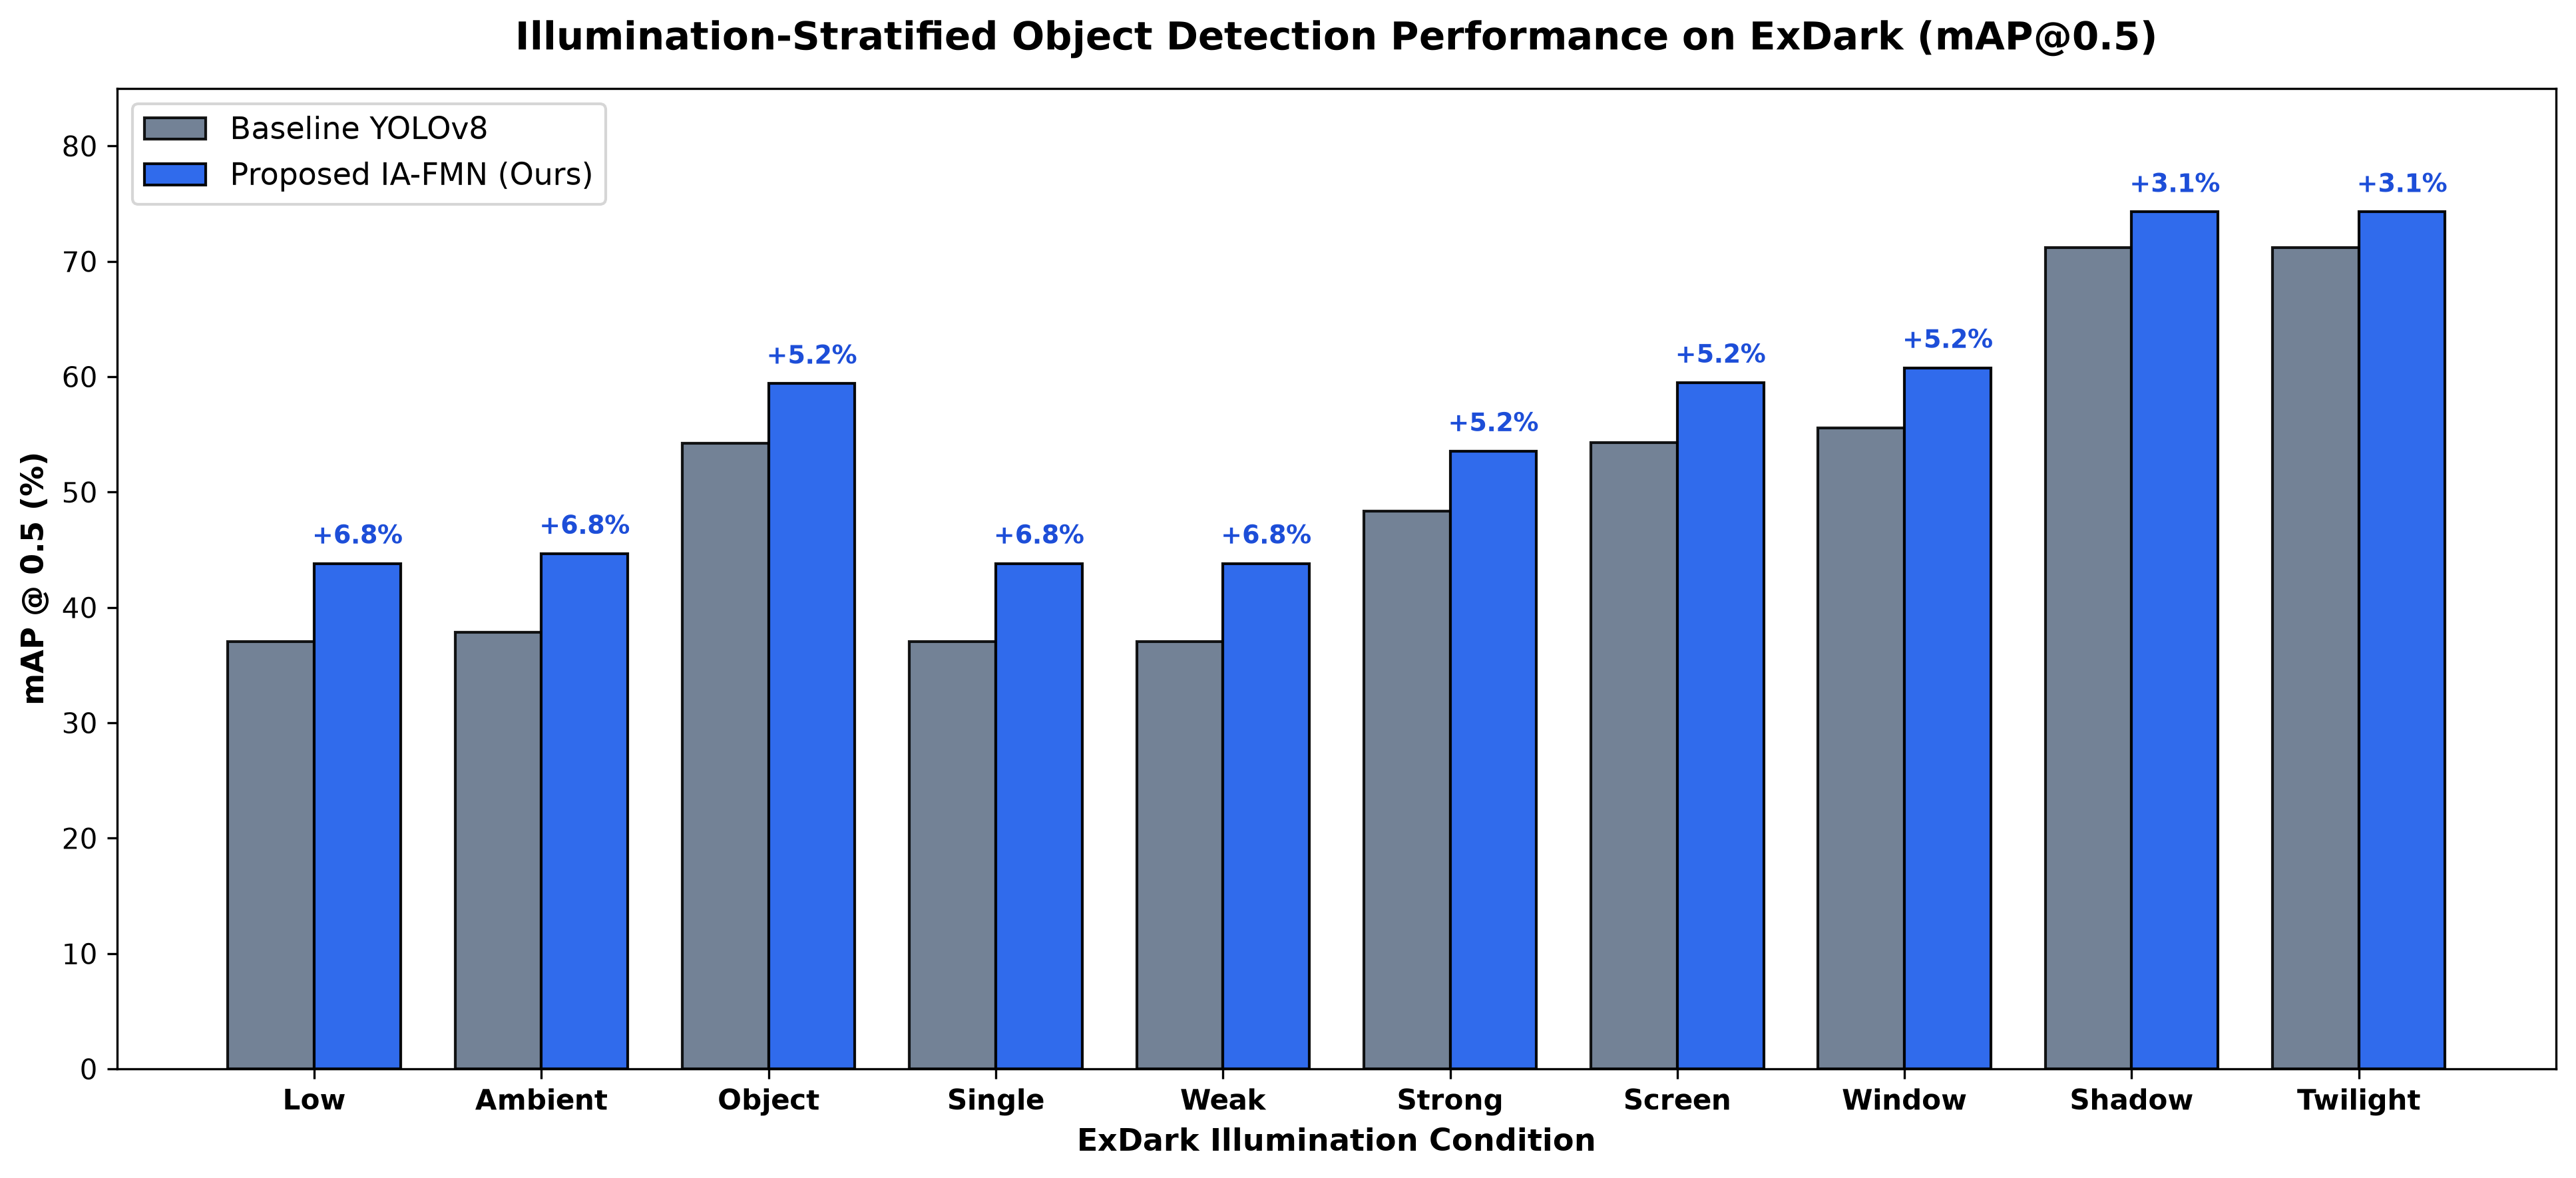 Illumination-Stratified Object Detection Performance on ExDark (mAP@0.5)
Baseline YOLOv8
Proposed IA-FMN (Ours)
mAP @ 0.5 (%)
80
70
60
50
40
30
20
10
0
+6.8%
+6.8%
+5.2%
+6.8%
+6.8%
+5.2%
+5.2%
+5.2%
+3.1%
+3.1%
Low
Ambient
Object
Single
Weak
Strong
Screen
Window
Shadow
Twilight
ExDark Illumination Condition